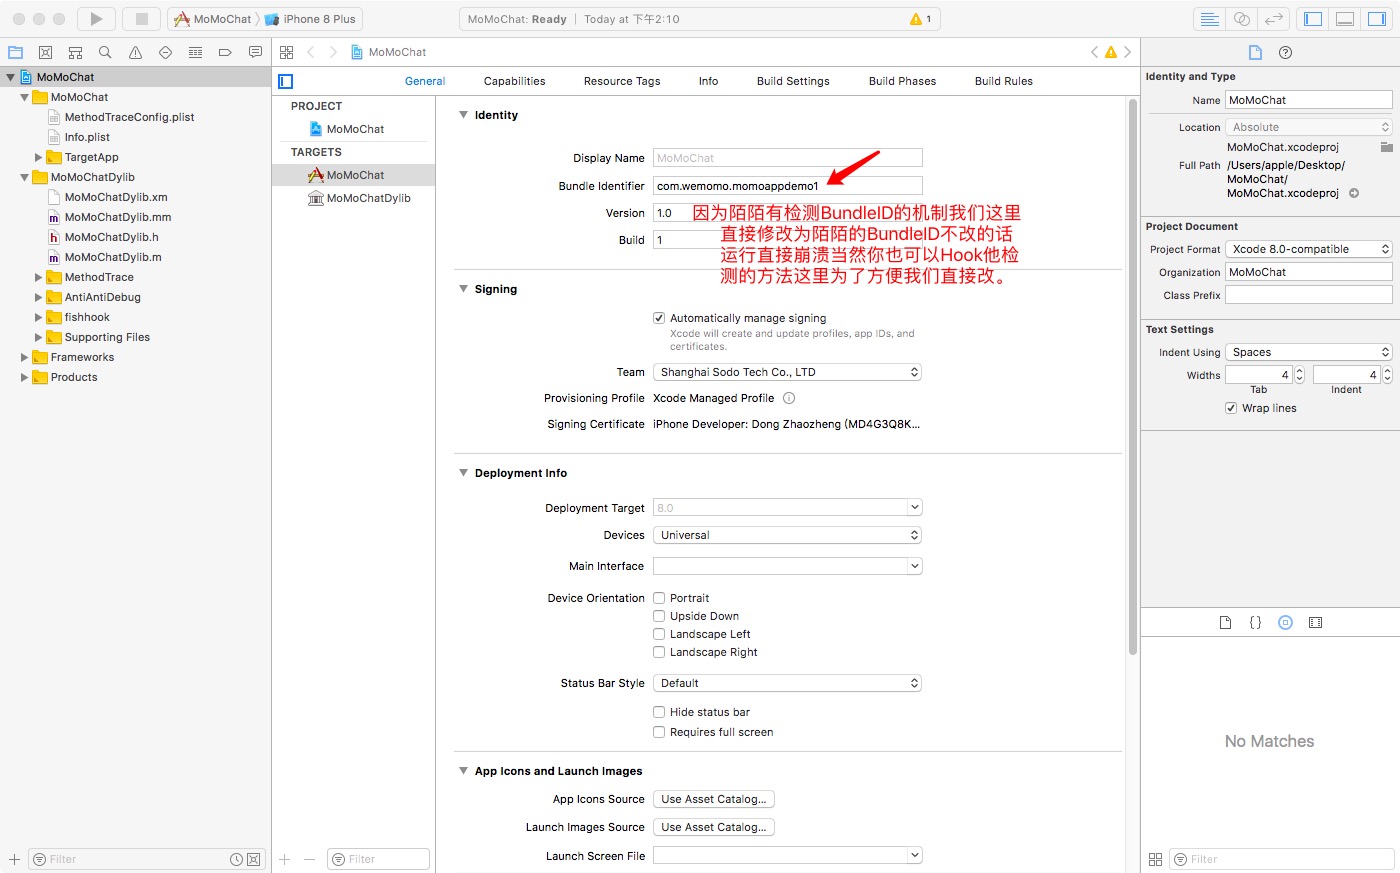 MoMoChat
iPhone 8 Plus
MoMoChat: Ready
Today at 下午2:10
1
MoMoChat
MoMoChat
MethodTraceConfig.plist
Info.plist
TargetApp
MoMoChatDylib
MoMoChatDylib.xm
MoMoChatDylib.mm
MoMoChatDylib.h
MoMoChatDylib.m
MethodTrace
AntiAntiDebug
fishhook
Supporting Files
Frameworks
Products
Filter
MoMoChat
General
Capabilities
Resource Tags
Info
Build Settings
Build Phases
Build Rules
PROJECT
MoMoChat
TARGETS
MoMoChat
MoMoChatDylib
Filter
Identity
Display Name
MoMoChat
Bundle Identifier
com.wemomo.momoappdemo1
Version
1.0
Build
1
因为陌陌有检测BundleID的机制我们这里
直接修改为陌陌的BundleID不改的话
运行直接崩溃当然你也可以Hook他检
测的方法这里为了方便我们直接改。
Signing
Automatically manage signing
Xcode will create and update profiles, app IDs, and
certificates.
Team
Shanghai Sodo Tech Co., LTD
Provisioning Profile
Xcode Managed Profile
Signing Certificate
iPhone Developer: Dong Zhaozheng (MD4G3Q8K...
Deployment Info
Deployment Target
8.0
Devices
Universal
Main Interface
Device Orientation
Portrait
Upside Down
Landscape Left
Landscape Right
Status Bar Style
Default
Hide status bar
Requires full screen
App Icons and Launch Images
App Icons Source
Use Asset Catalog...
Launch Images Source
Use Asset Catalog...
Launch Screen File
Identity and Type
Name
MoMoChat
Location
Absolute
MoMoChat.xcodeproj
Full Path
/Users/apple/Desktop/
MoMoChat/
MoMoChat.xcodeproj
Project Document
Project Format
Xcode 8.0-compatible
Organization
MoMoChat
Class Prefix
Text Settings
Indent Using
Spaces
Widths
4
4
Tab
Indent
Wrap lines
No Matches
Filter